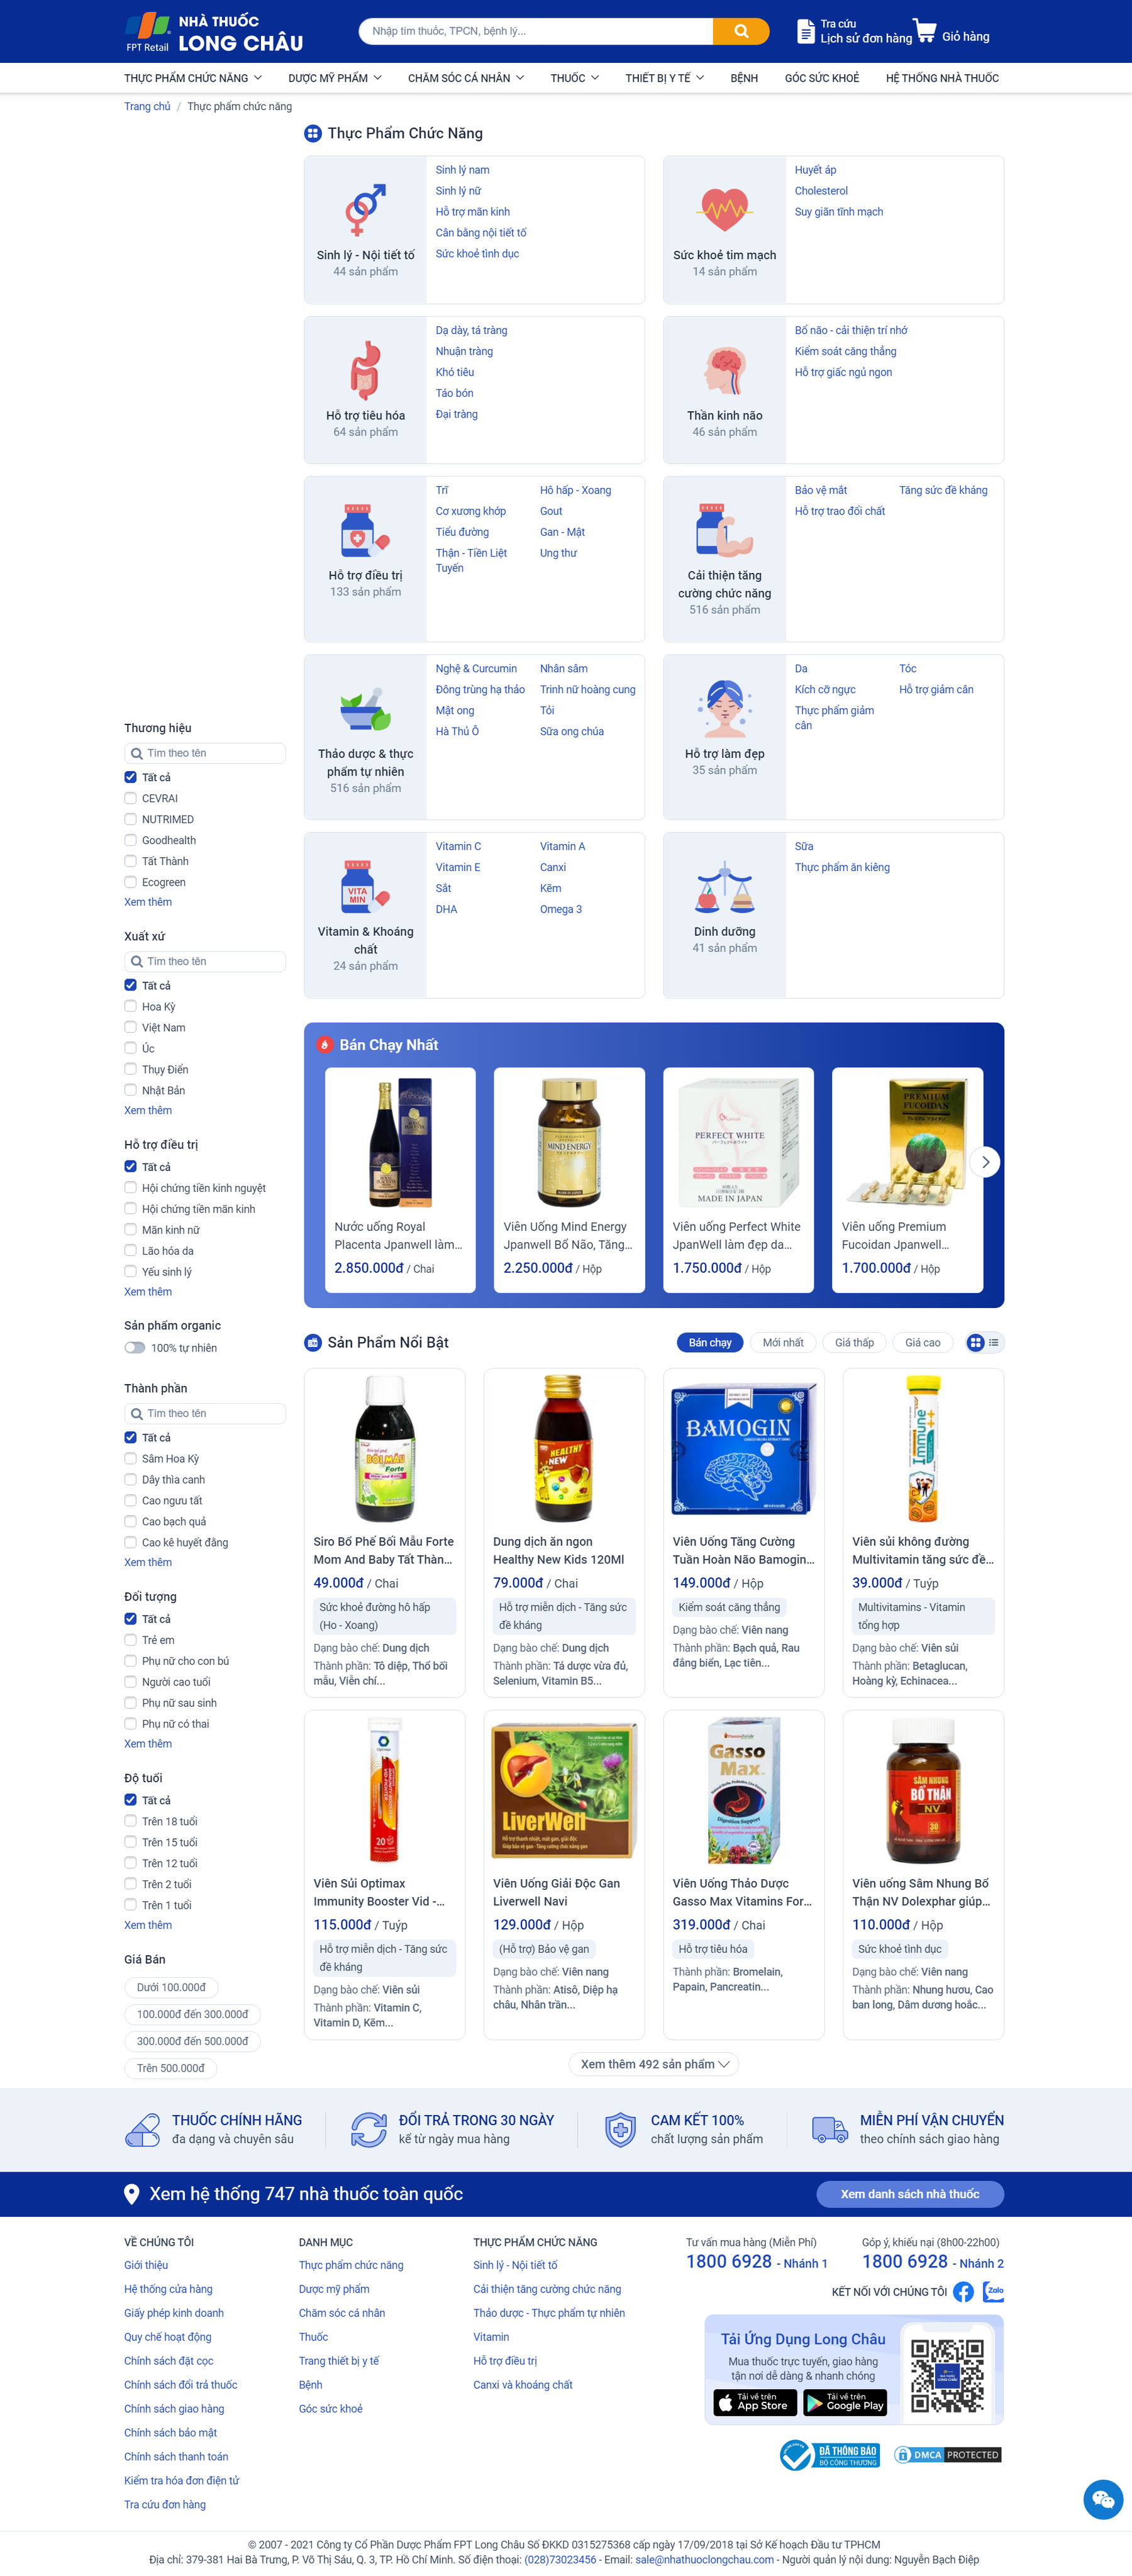 FPT Retail
NHÀ THUỐC
LONG CHÂU
Nhập tìm thuốc, TPCN, bệnh lý...
Tra cứu
Lịch sử đơn hàng
Giỏ hàng
THỰC PHẨM CHỨC NĂNG
DƯỢC MỸ PHẨM
CHĂM SÓC CÁ NHÂN
THUỐC
THIẾT BỊ Y TẾ
BỆNH
GÓC SỨC KHOẺ
HỆ THỐNG NHÀ THUỐC
Trang chủ / Thực phẩm chức năng
Thực Phẩm Chức Năng
Sinh lý - Nội tiết tố
44 sản phẩm
Sinh lý nam
Sinh lý nữ
Hỗ trợ mãn kinh
Cân bằng nội tiết tố
Sức khoẻ tình dục
Sức khoẻ tim mạch
14 sản phẩm
Huyết áp
Cholesterol
Suy giãn tĩnh mạch
Hỗ trợ tiêu hóa
64 sản phẩm
Dạ dày, tá tràng
Nhuận tràng
Khó tiêu
Táo bón
Đại tràng
Thần kinh não
46 sản phẩm
Bổ não - cải thiện trí nhớ
Kiểm soát căng thẳng
Hỗ trợ giấc ngủ ngon
Hỗ trợ điều trị
133 sản phẩm
Trĩ
Cơ xương khớp
Tiểu đường
Thận - Tiền Liệt
Tuyến
Hô hấp - Xoang
Gout
Gan - Mật
Ung thư
Cải thiện tăng
cường chức năng
516 sản phẩm
Bảo vệ mắt
Hỗ trợ trao đổi chất
Tăng sức đề kháng
Thảo dược & thực
phẩm tự nhiên
516 sản phẩm
Nghệ & Curcumin
Đông trùng hạ thảo
Mật ong
Hà Thủ Ô
Nhân sâm
Trinh nữ hoàng cung
Tỏi
Sữa ong chúa
Hỗ trợ làm đẹp
35 sản phẩm
Da
Kích cỡ ngực
Thực phẩm giảm
cân
Tóc
Hỗ trợ giảm cân
VITA
MIN
Vitamin & Khoáng
chất
24 sản phẩm
Vitamin C
Vitamin E
Sắt
DHA
Vitamin A
Canxi
Kẽm
Omega 3
Dinh dưỡng
41 sản phẩm
Sữa
Thực phẩm ăn kiêng
Thương hiệu
Tìm theo tên
Tất cả
CEVRAI
NUTRIMED
Goodhealth
Tất Thành
Ecogreen
Xem thêm
Xuất xứ
Tìm theo tên
Tất cả
Hoa Kỳ
Việt Nam
Úc
Thụy Điển
Nhật Bản
Xem thêm
Hỗ trợ điều trị
Tất cả
Hội chứng tiền kinh nguyệt
Hội chứng tiền mãn kinh
Mãn kinh nữ
Lão hóa da
Yếu sinh lý
Xem thêm
Sản phẩm organic
100% tự nhiên
Thành phần
Tìm theo tên
Tất cả
Sâm Hoa Kỳ
Dây thìa canh
Cao ngưu tất
Cao bạch quả
Cao kê huyết đằng
Xem thêm
Đối tượng
Tất cả
Trẻ em
Phụ nữ cho con bú
Người cao tuổi
Phụ nữ sau sinh
Phụ nữ có thai
Xem thêm
Độ tuổi
Tất cả
Trên 18 tuổi
Trên 15 tuổi
Trên 12 tuổi
Trên 2 tuổi
Trên 1 tuổi
Xem thêm
Giá Bán
Dưới 100.000đ
100.000đ đến 300.000đ
300.000đ đến 500.000đ
Trên 500.000đ
Bán Chạy Nhất
Nước uống Royal
Placenta Jpanwell làm...
2.850.000đ / Chai
MIND ENERGY
Viên Uống Mind Energy
Jpanwell Bổ Não, Tăng...
2.250.000đ / Hộp
PERFECT WHITE
MADE IN JAPAN
Viên uống Perfect White
JpanWell làm đẹp da...
1.750.000đ / Hộp
PREMIUM
FUCOIDAN
Viên uống Premium
Fucoidan Jpanwell...
1.700.000đ / Hộp
Sản Phẩm Nổi Bật
Bán chạy
Mới nhất
Giá thấp
Giá cao
BỐI MẪU
Forte
Siro Bổ Phế Bối Mẫu Forte
Mom And Baby Tất Thàn...
49.000đ / Chai
Sức khoẻ đường hô hấp
(Ho - Xoang)
Dạng bào chế: Dung dịch
Thành phần: Tô diệp, Thổ bối
mẫu, Viễn chí...
HEALTHY
NEW
Dung dịch ăn ngon
Healthy New Kids 120Ml
79.000đ / Chai
Hỗ trợ miễn dịch - Tăng sức
đề kháng
Dạng bào chế: Dung dịch
Thành phần: Tá dược vừa đủ,
Selenium, Vitamin B5...
BAMOGIN
Viên Uống Tăng Cường
Tuần Hoàn Não Bamogin...
149.000đ / Hộp
Kiểm soát căng thẳng
Dạng bào chế: Viên nang
Thành phần: Bạch quả, Rau
đắng biển, Lạc tiên...
Immune++
Viên sủi không đường
Multivitamin tăng sức đề...
39.000đ / Tuýp
Multivitamins - Vitamin
tổng hợp
Dạng bào chế: Viên sủi
Thành phần: Betaglucan,
Hoàng kỳ, Echinacea...
20
Viên Sủi Optimax
Immunity Booster Vid -...
115.000đ / Tuýp
Hỗ trợ miễn dịch - Tăng sức
đề kháng
Dạng bào chế: Viên sủi
Thành phần: Vitamin C,
Vitamin D, Kẽm...
LiverWell
Viên Uống Giải Độc Gan
Liverwell Navi
129.000đ / Hộp
(Hỗ trợ) Bảo vệ gan
Dạng bào chế: Viên nang
Thành phần: Atisô, Diệp hạ
châu, Nhân trần...
Gasso
Max
Digestion Support
Viên Uống Thảo Dược
Gasso Max Vitamins For...
319.000đ / Chai
Hỗ trợ tiêu hóa
Thành phần: Bromelain,
Papain, Pancreatin...
SÂM NHUNG
BỔ THẬN
NV
30
Viên uống Sâm Nhung Bổ
Thận NV Dolexphar giúp...
110.000đ / Hộp
Sức khoẻ tình dục
Dạng bào chế: Viên nang
Thành phần: Nhung hươu, Cao
ban long, Dâm dương hoắc...
Xem thêm 492 sản phẩm
THUỐC CHÍNH HÃNG
đa dạng và chuyên sâu
ĐỔI TRẢ TRONG 30 NGÀY
kể từ ngày mua hàng
CAM KẾT 100%
chất lượng sản phẩm
MIỄN PHÍ VẬN CHUYỂN
theo chính sách giao hàng
Xem hệ thống 747 nhà thuốc toàn quốc
Xem danh sách nhà thuốc
VỀ CHÚNG TÔI
Giới thiệu
Hệ thống cửa hàng
Giấy phép kinh doanh
Quy chế hoạt động
Chính sách đặt cọc
Chính sách đổi trả thuốc
Chính sách giao hàng
Chính sách bảo mật
Chính sách thanh toán
Kiểm tra hóa đơn điện tử
Tra cứu đơn hàng
DANH MỤC
Thực phẩm chức năng
Dược mỹ phẩm
Chăm sóc cá nhân
Thuốc
Trang thiết bị y tế
Bệnh
Góc sức khoẻ
THỰC PHẨM CHỨC NĂNG
Sinh lý - Nội tiết tố
Cải thiện tăng cường chức năng
Thảo dược - Thực phẩm tự nhiên
Vitamin
Hỗ trợ điều trị
Canxi và khoáng chất
Tư vấn mua hàng (Miễn Phí)
1800 6928 - Nhánh 1
Góp ý, khiếu nại (8h00-22h00)
1800 6928 - Nhánh 2
KẾT NỐI VỚI CHÚNG TÔI
Zalo
Tải Ứng Dụng Long Châu
Mua thuốc trực tuyến, giao hàng
tận nơi dễ dàng & nhanh chóng
Tải về trên
App Store
Tải về trên
Google Play
ĐÃ THÔNG BÁO
BỘ CÔNG THƯƠNG
DMCA PROTECTED
© 2007 - 2021 Công ty Cổ Phần Dược Phẩm FPT Long Châu Số ĐKKD 0315275368 cấp ngày 17/09/2018 tại Sở Kế hoạch Đầu tư TPHCM
Địa chỉ: 379-381 Hai Bà Trưng, P. Võ Thị Sáu, Q. 3, TP. Hồ Chí Minh. Số điện thoại: (028)73023456 - Email: sale@nhathuoclongchau.com - Người quản lý nội dung: Nguyễn Bạch Điệp